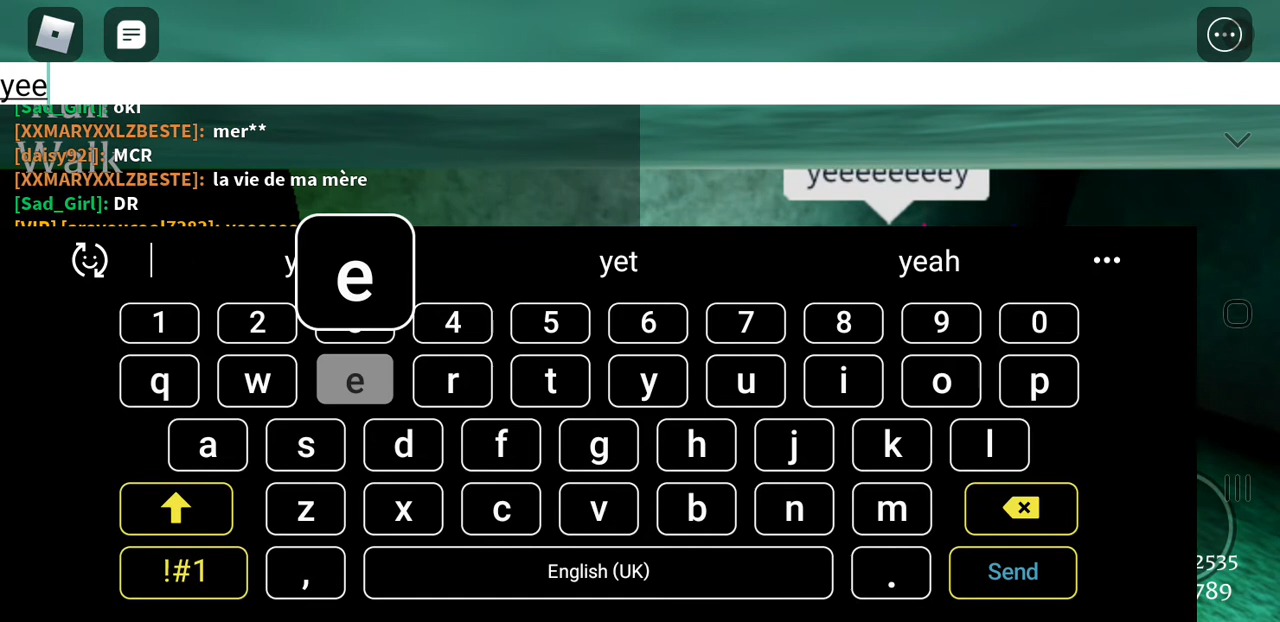 yee
[Sad_Girl]: oki
[XXMARYXXLZBESTE]: mer**
[daisy92i]: MCR
Walk
[XXMARYXXLZBESTE]: la vie de ma mère
[Sad_Girl]: DR
yeeeeeeeey
y
e
yet
yeah
1 2 4 5 6 7 8 9 0
q w e r t y u i o p
a s d f g h j k l
z x c v b n m
!#1 , English (UK) . Send
2535
789